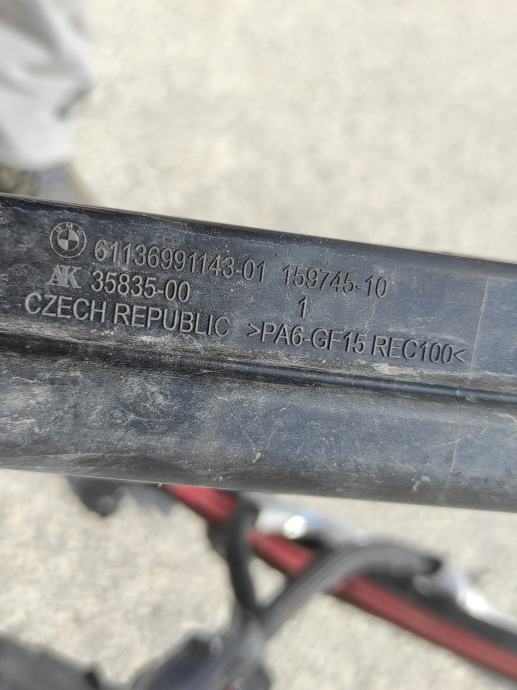 61136991143-01 159745-10
AK 35835-00 1
CZECH REPUBLIC >PA6-GF15 REC100<